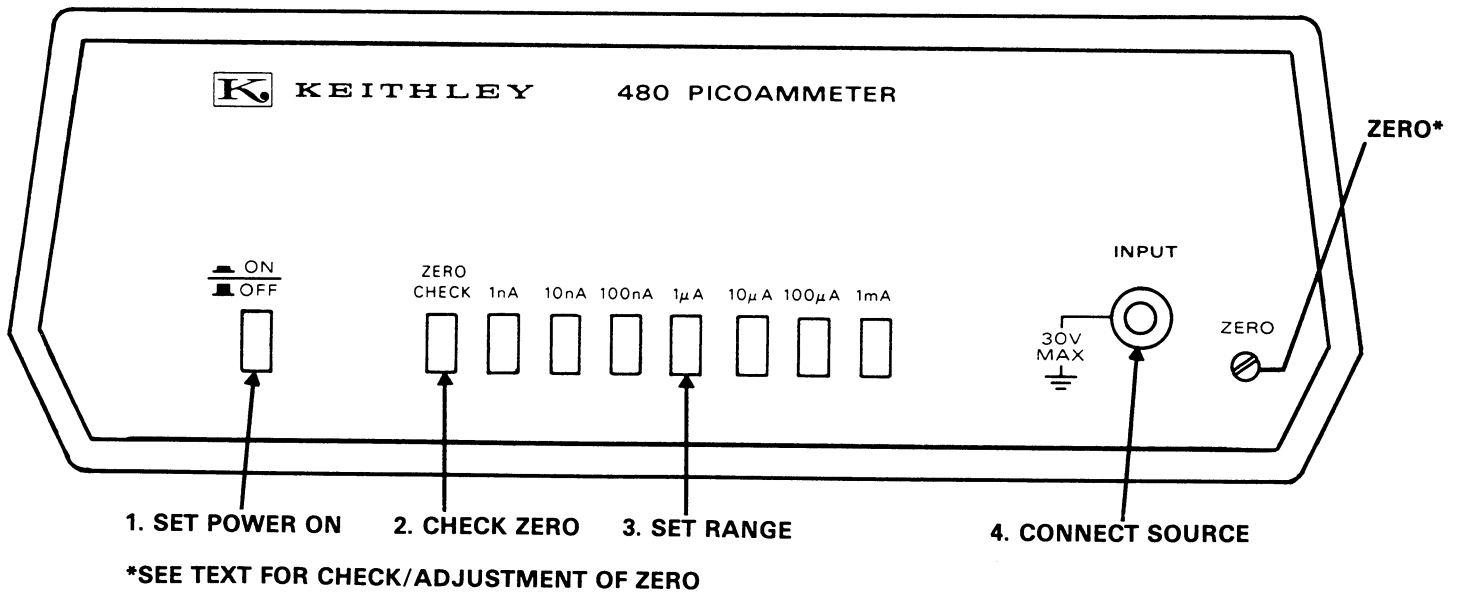 K. KEITHLEY 480 PICOAMMETER
ZERO*
ON
OFF
ZERO
CHECK 1nA 10nA 100nA 1μA 10μA 100μA 1mA
INPUT
30V
MAX
ZERO
1. SET POWER ON 2. CHECK ZERO 3. SET RANGE 4. CONNECT SOURCE
*SEE TEXT FOR CHECK/ADJUSTMENT OF ZERO